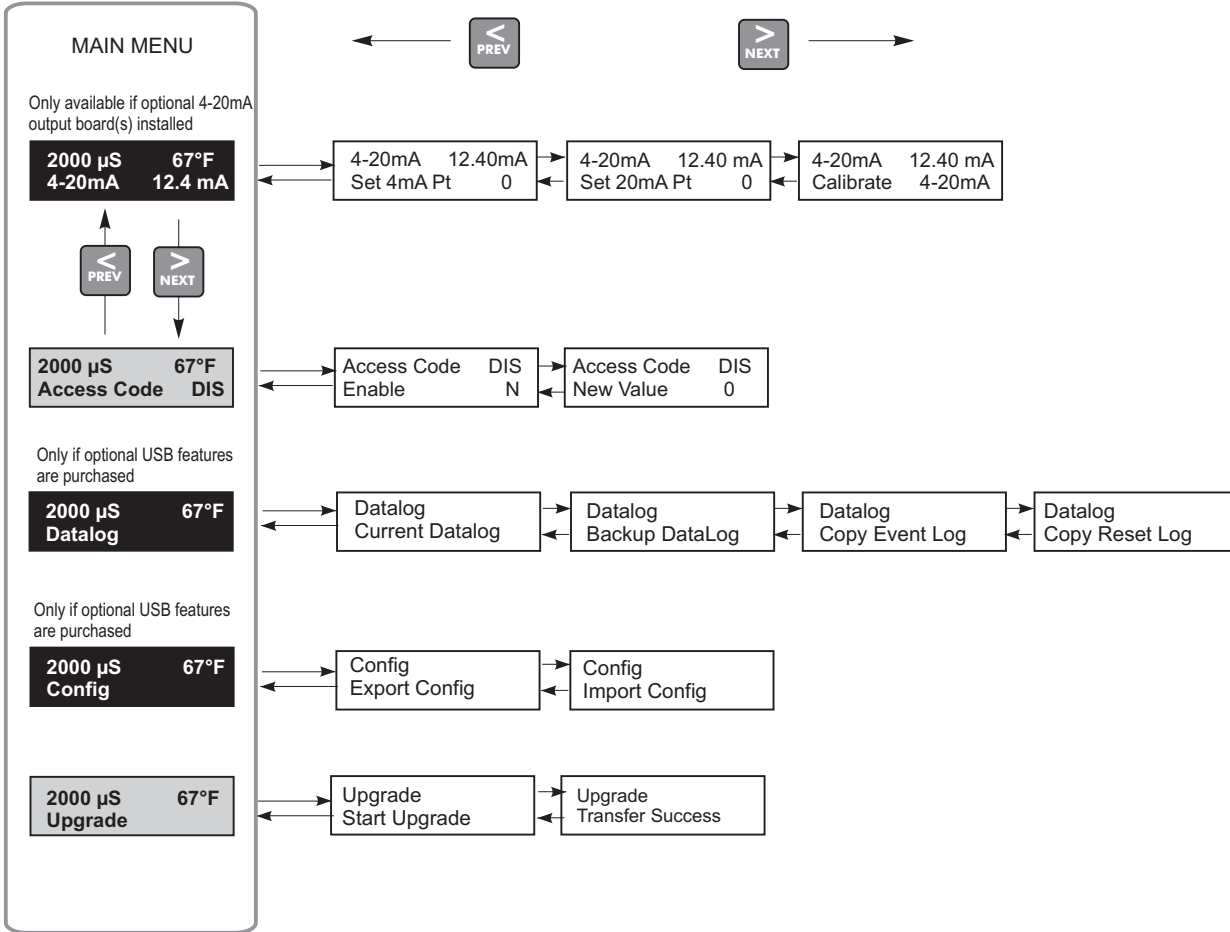 MAIN MENU
<
PREV
>
NEXT
Only available if optional 4-20mA
output board(s) installed
2000 µS 67°F
4-20mA 12.4 mA
4-20mA 12.40mA
Set 4mA Pt 0
4-20mA 12.40 mA
Set 20mA Pt 0
4-20mA 12.40 mA
Calibrate 4-20mA
<
PREV
>
NEXT
2000 µS 67°F
Access Code DIS
Access Code DIS
Enable N
Access Code DIS
New Value 0
Only if optional USB features
are purchased
2000 µS 67°F
Datalog
Datalog
Current Datalog
Datalog
Backup DataLog
Datalog
Copy Event Log
Datalog
Copy Reset Log
Only if optional USB features
are purchased
2000 µS 67°F
Config
Config
Export Config
Config
Import Config
2000 µS 67°F
Upgrade
Upgrade
Start Upgrade
Upgrade
Transfer Success